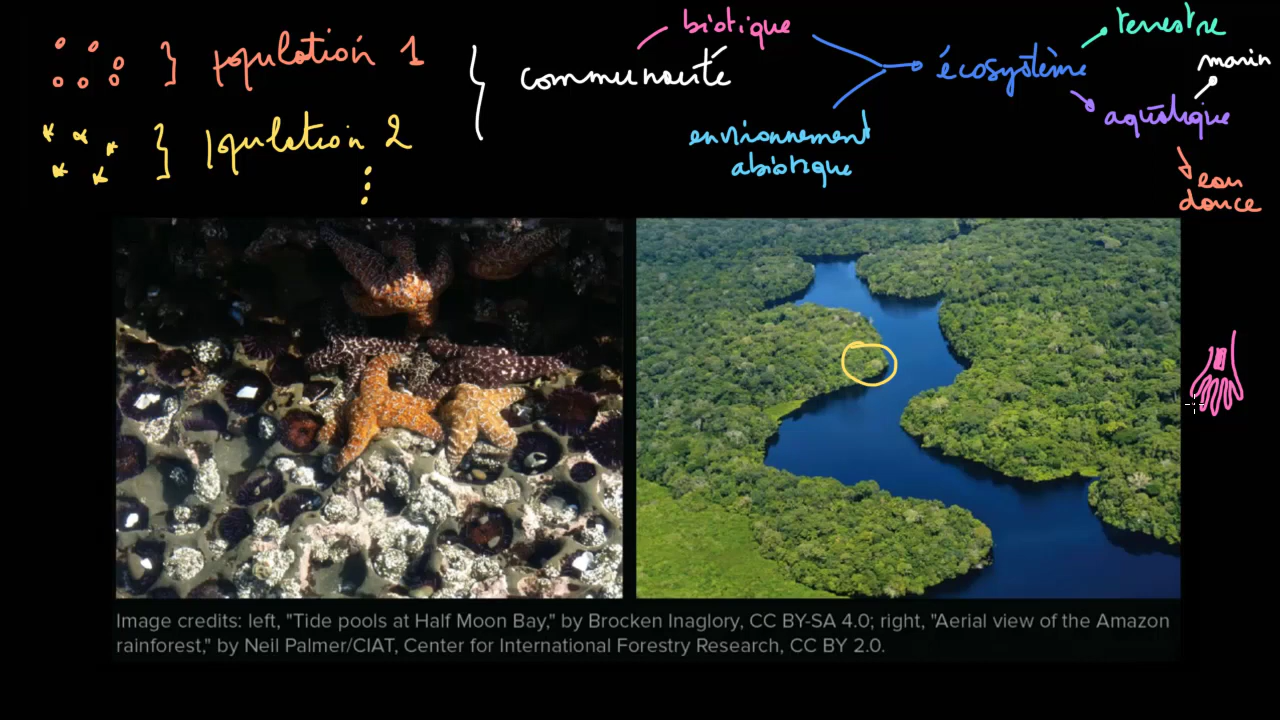 population 1
population 2
communauté
biotique
environnement
abiotique
écosystème
terrestre
aquatique
marin
eau
douce
Image credits: left, "Tide pools at Half Moon Bay," by Brocken Inaglory, CC BY-SA 4.0; right, "Aerial view of the Amazon
rainforest," by Neil Palmer/CIAT, Center for International Forestry Research, CC BY 2.0.